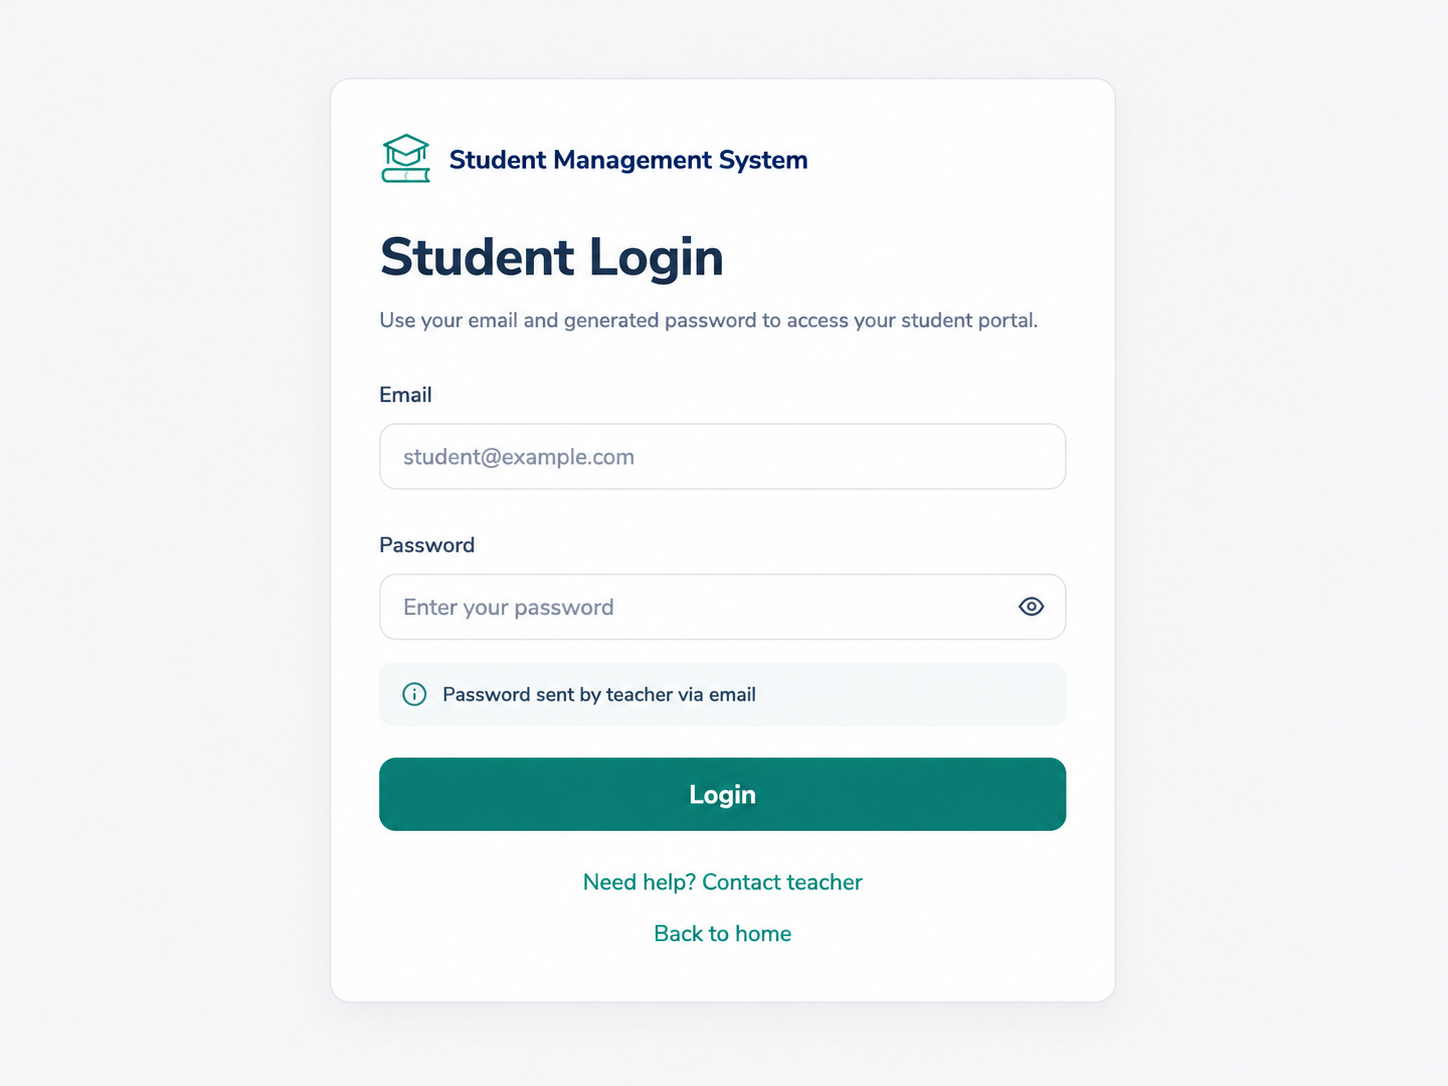 Student Management System
Student Login
Use your email and generated password to access your student portal.
Email
student@example.com
Password
Enter your password
Password sent by teacher via email
Login
Need help? Contact teacher
Back to home